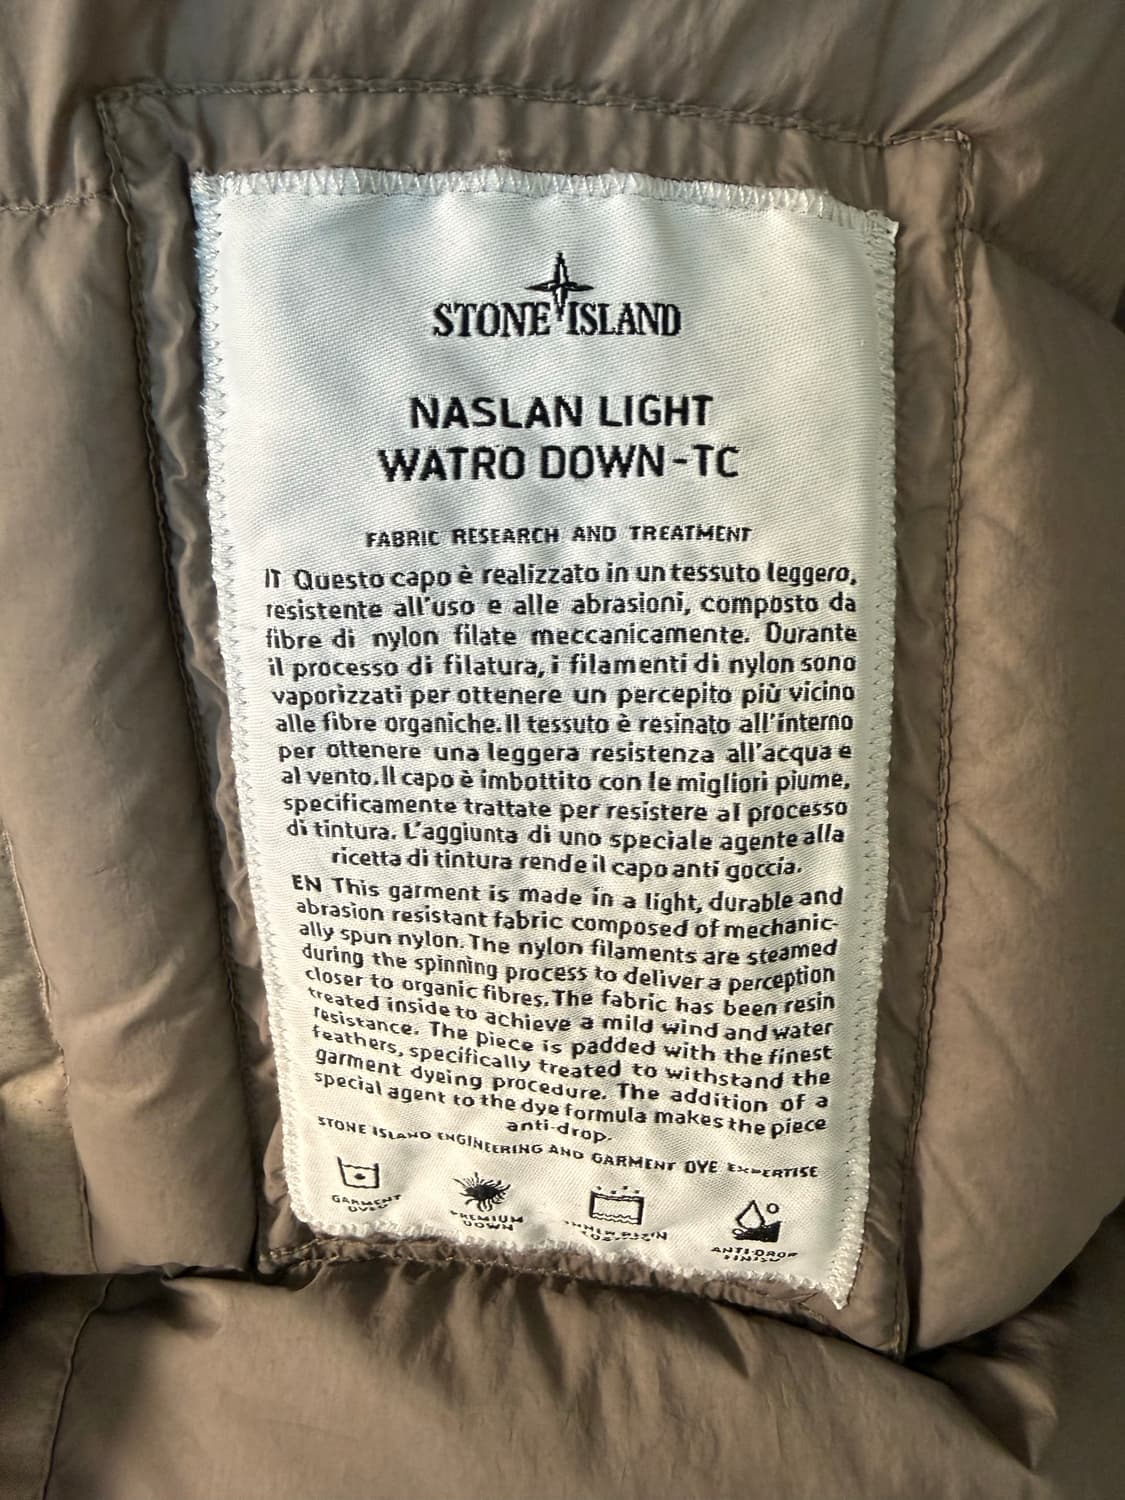 STONE ISLAND
NASLAN LIGHT
WATRO DOWN-TC
FABRIC RESEARCH AND TREATMENT
IT Questo capo è realizzato in un tessuto leggero,
resistente all'uso e alle abrasioni, composto da
fibre di nylon filate meccanicamente. Durante
il processo di filatura, i filamenti di nylon sono
vaporizzati per ottenere un percepito più vicino
alle fibre organiche. Il tessuto è resinato all'interno
per ottenere una leggera resistenza all'acqua e
al vento. Il capo è imbottito con le migliori piume,
specificamente trattate per resistere al processo
di tintura. L'aggiunta di uno speciale agente alla
ricetta di tintura rende il capo anti goccia.
EN This garment is made in a light, durable and
abrasion resistant fabric composed of mechanic-
ally spun nylon. The nylon filaments are steamed
during the spinning process to deliver a perception
closer to organic fibres. The fabric has been resin
treated inside to achieve a mild wind and water
resistance. The piece is padded with the finest
feathers, specifically treated to withstand the
garment dyeing procedure. The addition of a
special agent to the dye formula makes the piece
anti-drop.
STONE ISLAND ENGINEERING AND GARMENT DYE EXPERTISE
GARMENT
DYED
PREMIUM
DOWN
INNER RESIN
ANTI-DROP
FINISH